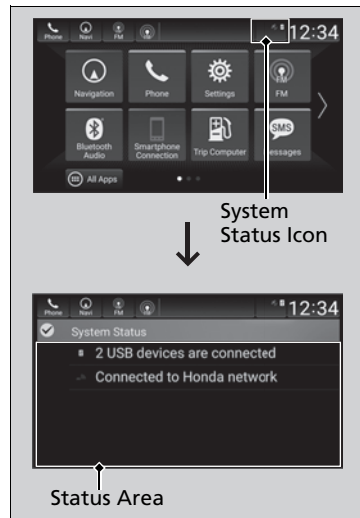 Phone Navi FM FM 12:34
Navigation Phone Settings FM
Bluetooth Audio Smartphone Connection Trip Computer Messages
SMS
All Apps
System
Status Icon
Phone Navi FM FM 12:34
System Status
2 USB devices are connected
Connected to Honda network
Status Area